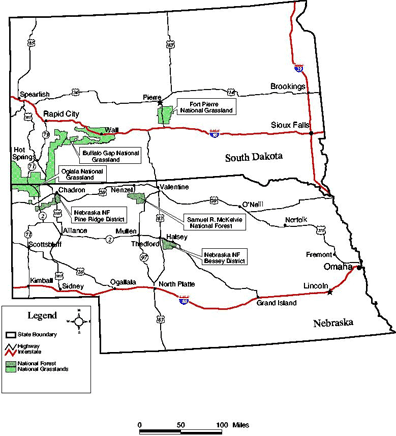 Spearfish
Pierre
Brookings
Fort Pierre
National Grassland
Rapid City
Wall
Sioux Falls
Hot
Springs
Buffalo Gap National
Grassland
South Dakota
Oglala National
Grassland
Chadron
Nenzel
Valentine
O'Neill
Nebraska NF
Pine Ridge District
Samuel R. McKelvie
National Forest
Norfolk
Alliance
Mullen
Halsey
Scottsbluff
Thedford
Nebraska NF
Bessey District
Fremont
Omaha
Kimball
Sidney
Ogallala
North Platte
Lincoln
Grand Island
Nebraska
Legend
State Boundary
Highway
Interstate
National Forest
National Grasslands
0 50 100 Miles